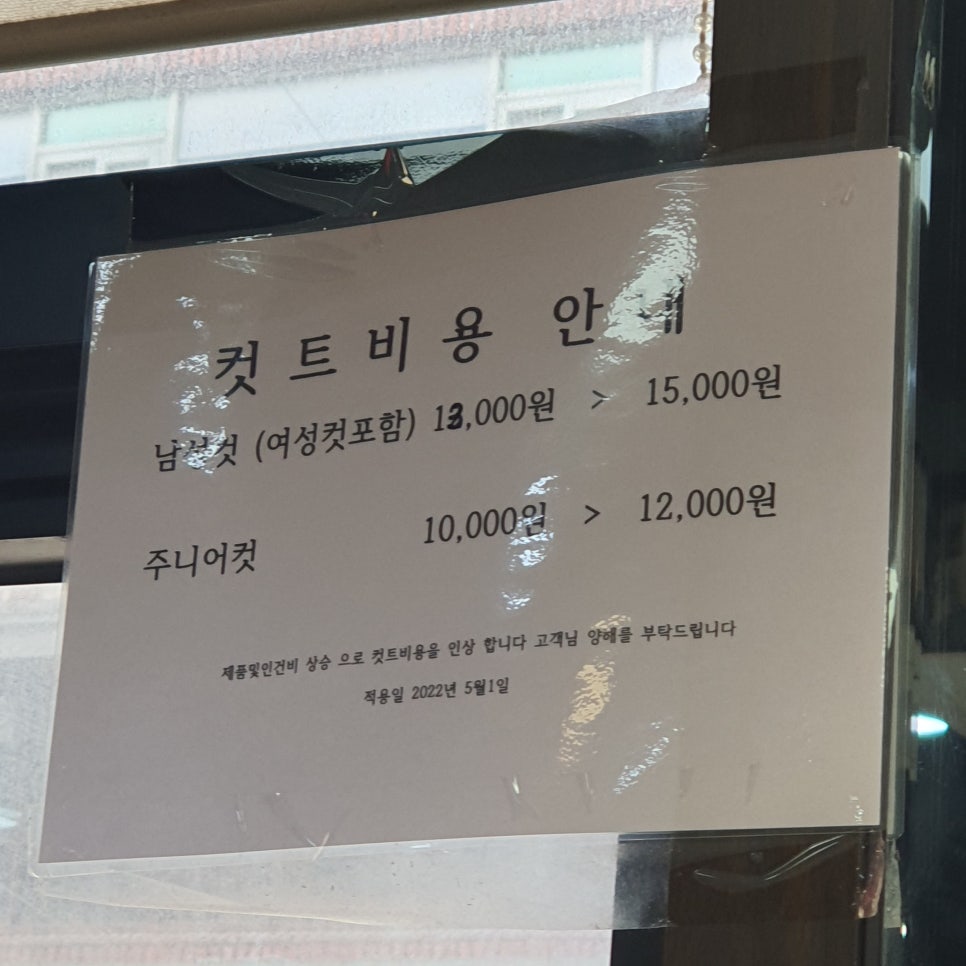 컷트비용 안내
남성컷 (여성컷포함) 13,000원 > 15,000원
주니어컷 10,000원 > 12,000원
제품및인건비 상승 으로 컷트비용을 인상 합니다 고객님 양해를 부탁드립니다
적용일 2022년 5월1일